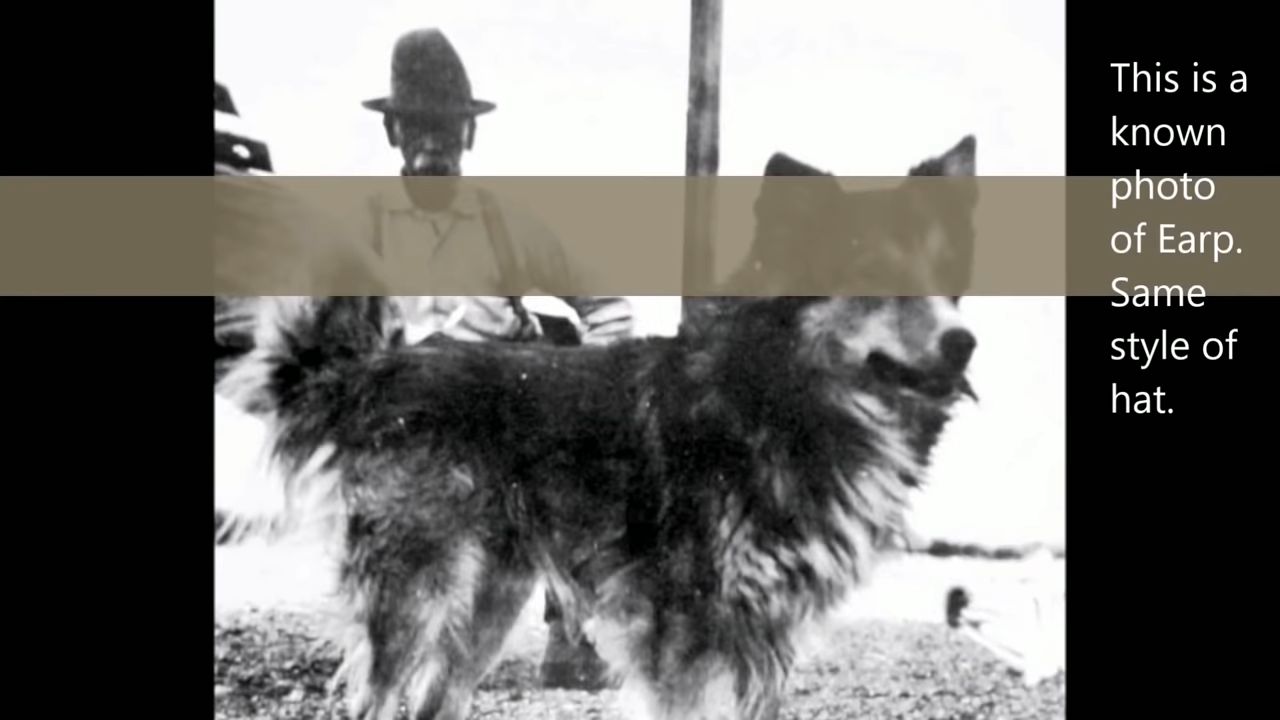 This is a
known
photo
of Earp.
Same
style of
hat.